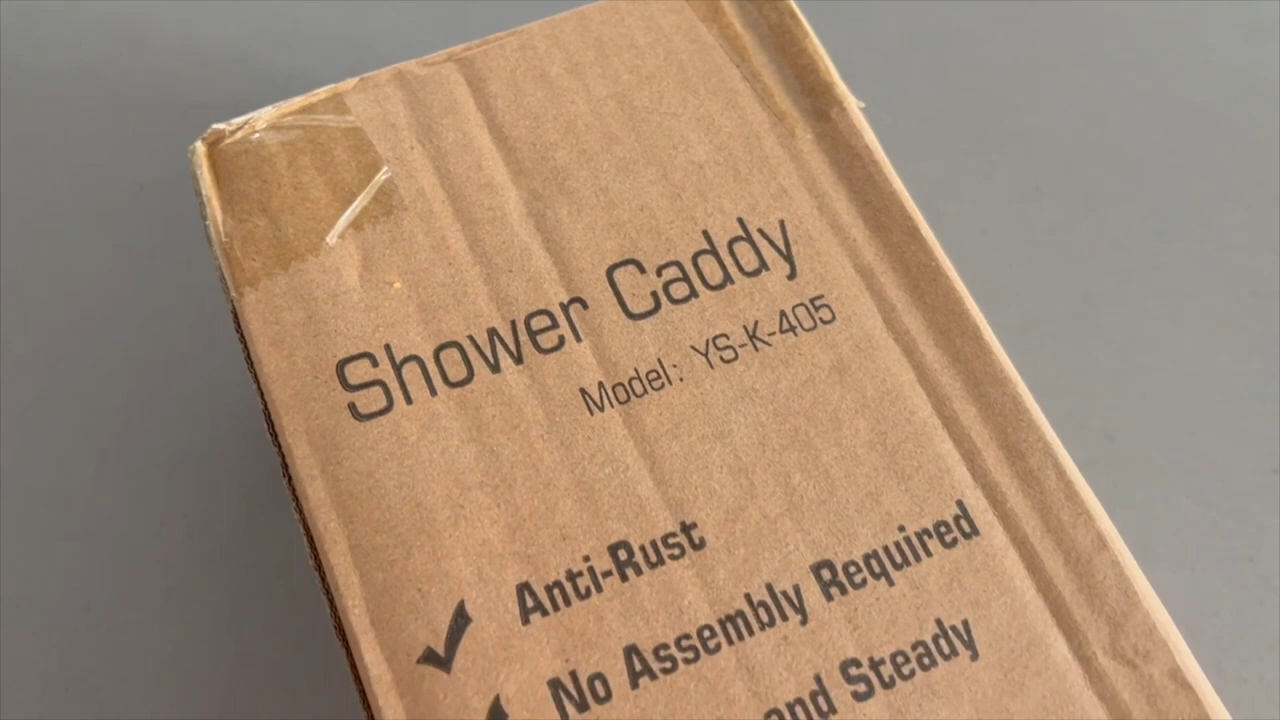 Shower Caddy
Model: YS-K-405
Anti-Rust
No Assembly Required
and Steady